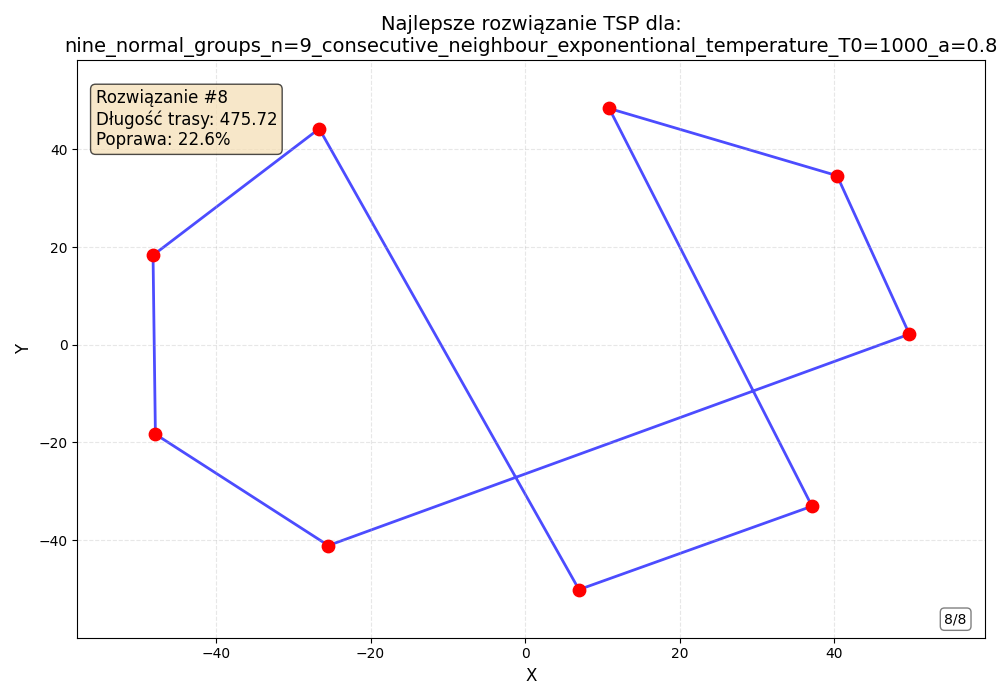 Najlepsze rozwiązanie TSP dla:
nine_normal_groups_n=9_consecutive_neighbour_exponentional_temperature_T0=1000_a=0.8
Rozwiązanie #8
Długość trasy: 475.72
Poprawa: 22.6%
40
20
0
−20
−40
Y
8/8
−40
−20
0
20
40
X